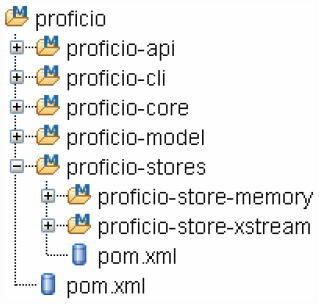 proficio
proficio-api
proficio-cli
proficio-core
proficio-model
proficio-stores
proficio-store-memory
proficio-store-xstream
pom.xml
pom.xml